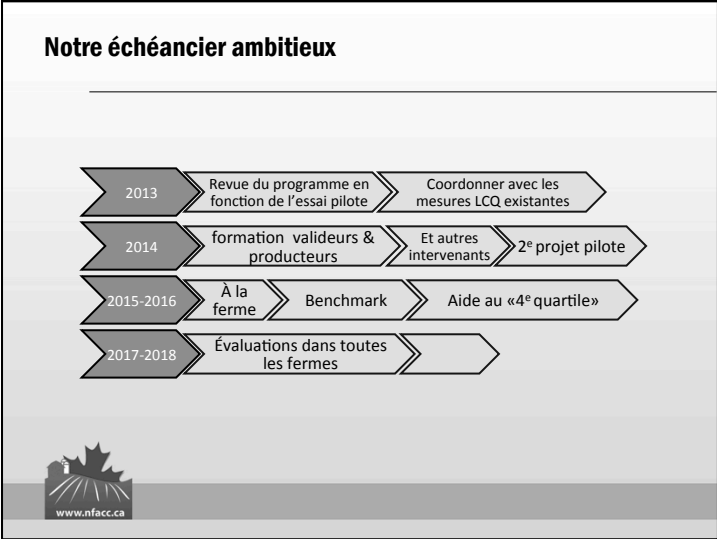 Notre échéancier ambitieux
2013
Revue du programme en
fonction de l'essai pilote
Coordonner avec les
mesures LCQ existantes
2014
formation valideurs &
producteurs
Et autres
intervenants
2e projet pilote
2015-2016
À la
ferme
Benchmark
Aide au «4e quartile»
2017-2018
Évaluations dans toutes
les fermes
www.nfacc.ca